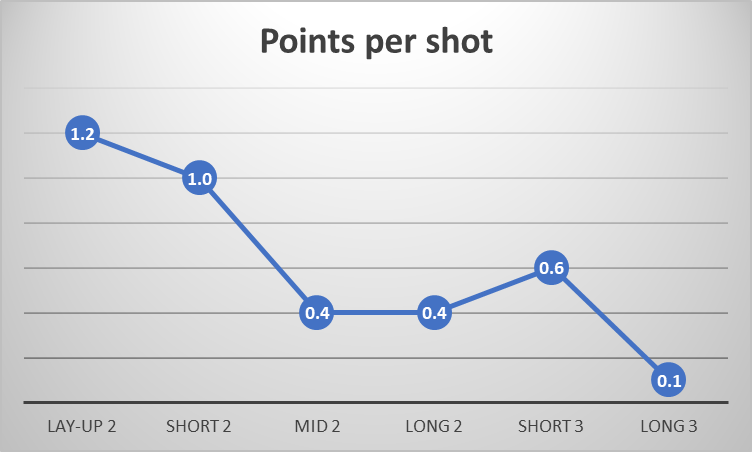 Points per shot
1.2
1.0
0.4
0.4
0.6
0.1
LAY-UP 2
SHORT 2
MID 2
LONG 2
SHORT 3
LONG 3